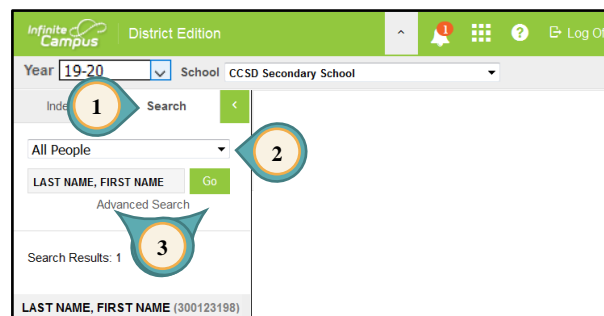 Infinite Campus District Edition 1 ? Log Of
Year 19-20 School CCSD Secondary School
Inde 1 Search <
All People 2
LAST NAME, FIRST NAME Go
Advanced Search
3
Search Results: 1
LAST NAME, FIRST NAME (300123198)